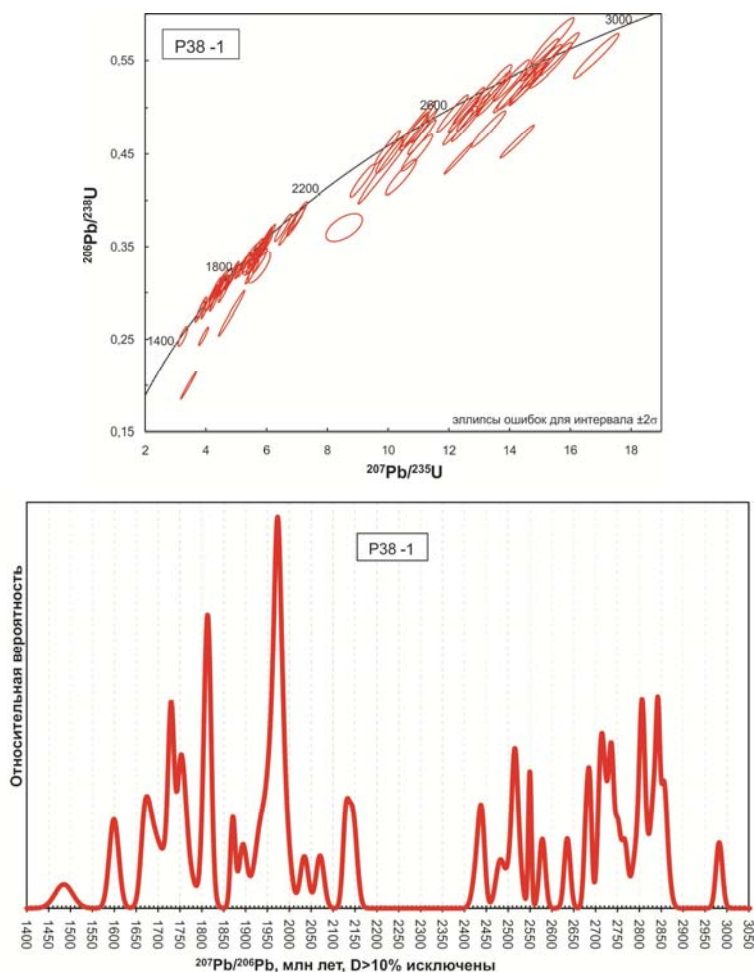 P38 -1
3000
0,55
2600
0,45
2200
0,35
1800
0,25
1400
0,15
²⁰⁶Pb/²³⁸U
эллипсы ошибок для интервала ±2σ
2 4 6 8 10 12 14 16 18
²⁰⁷Pb/²³⁵U
P38 -1
Относительная вероятность
1400 1450 1500 1550 1600 1650 1700 1750 1800 1850 1900 1950 2000 2050 2100 2150 2200 2250 2300 2350 2400 2450 2500 2550 2600 2650 2700 2750 2800 2850 2900 2950 3000 3050
²⁰⁷Pb/²⁰⁶Pb, млн лет, D>10% исключены